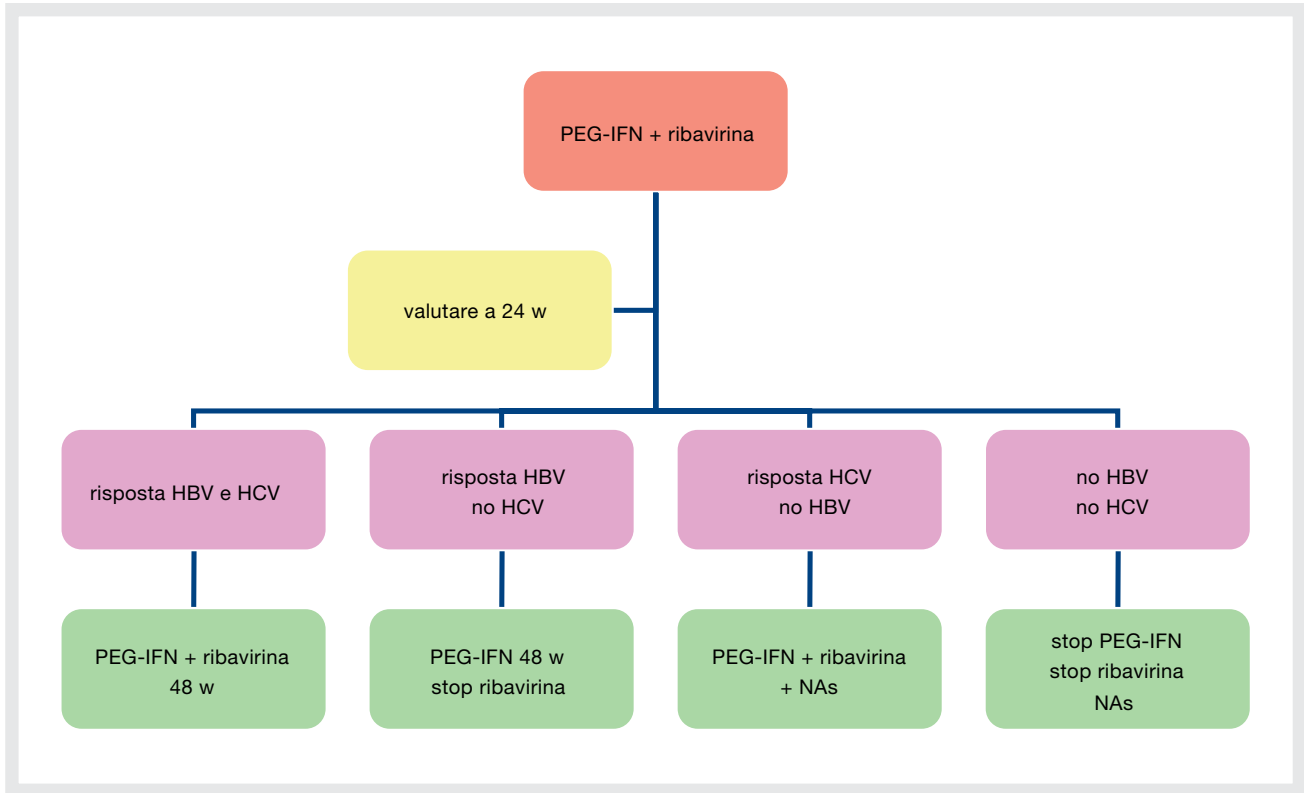 PEG-IFN + ribavirina
valutare a 24 w
risposta HBV e HCV
risposta HBV
no HCV
risposta HCV
no HBV
no HBV
no HCV
PEG-IFN + ribavirina
48 w
PEG-IFN 48 w
stop ribavirina
PEG-IFN + ribavirina
+ NAs
stop PEG-IFN
stop ribavirina
NAs